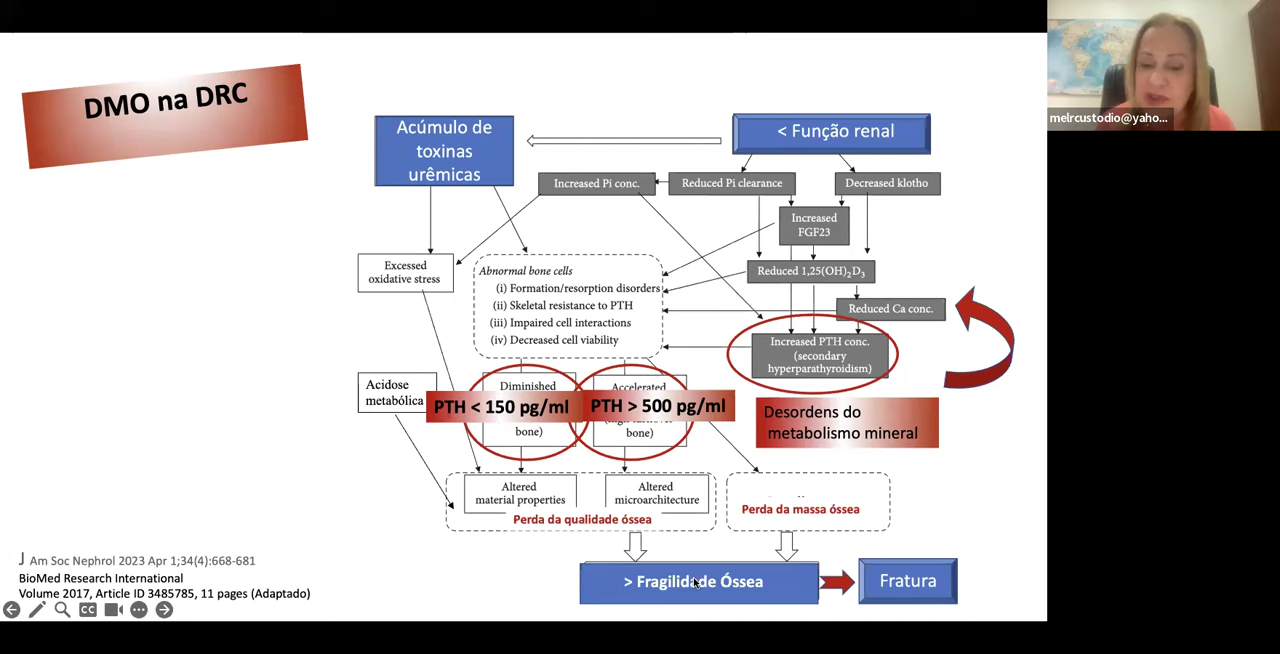 DMO na DRC
Acúmulo de
toxinas
urêmicas
< Função renal
Increased Pi conc.
Reduced Pi clearance
Decreased klotho
Increased
FGF23
Excessed
oxidative stress
Abnormal bone cells
(i) Formation/resorption disorders
(ii) Skeletal resistance to PTH
(iii) Impaired cell interactions
(iv) Decreased cell viability
Reduced 1,25(OH)₂D₃
Reduced Ca conc.
Increased PTH conc.
(secondary
hyperparathyroidism)
Acidose
metabólica
Diminished
PTH < 150 pg/ml
bone)
Accelerated
PTH > 500 pg/ml
bone)
Desordens do
metabolismo mineral
Altered
material properties
Altered
microarchitecture
Perda da qualidade óssea
Perda da massa óssea
> Fragilidade Óssea
Fratura
J Am Soc Nephrol 2023 Apr 1;34(4):668-681
BioMed Research International
Volume 2017, Article ID 3485785, 11 pages (Adaptado)
CC
melrcustodio@yaho...